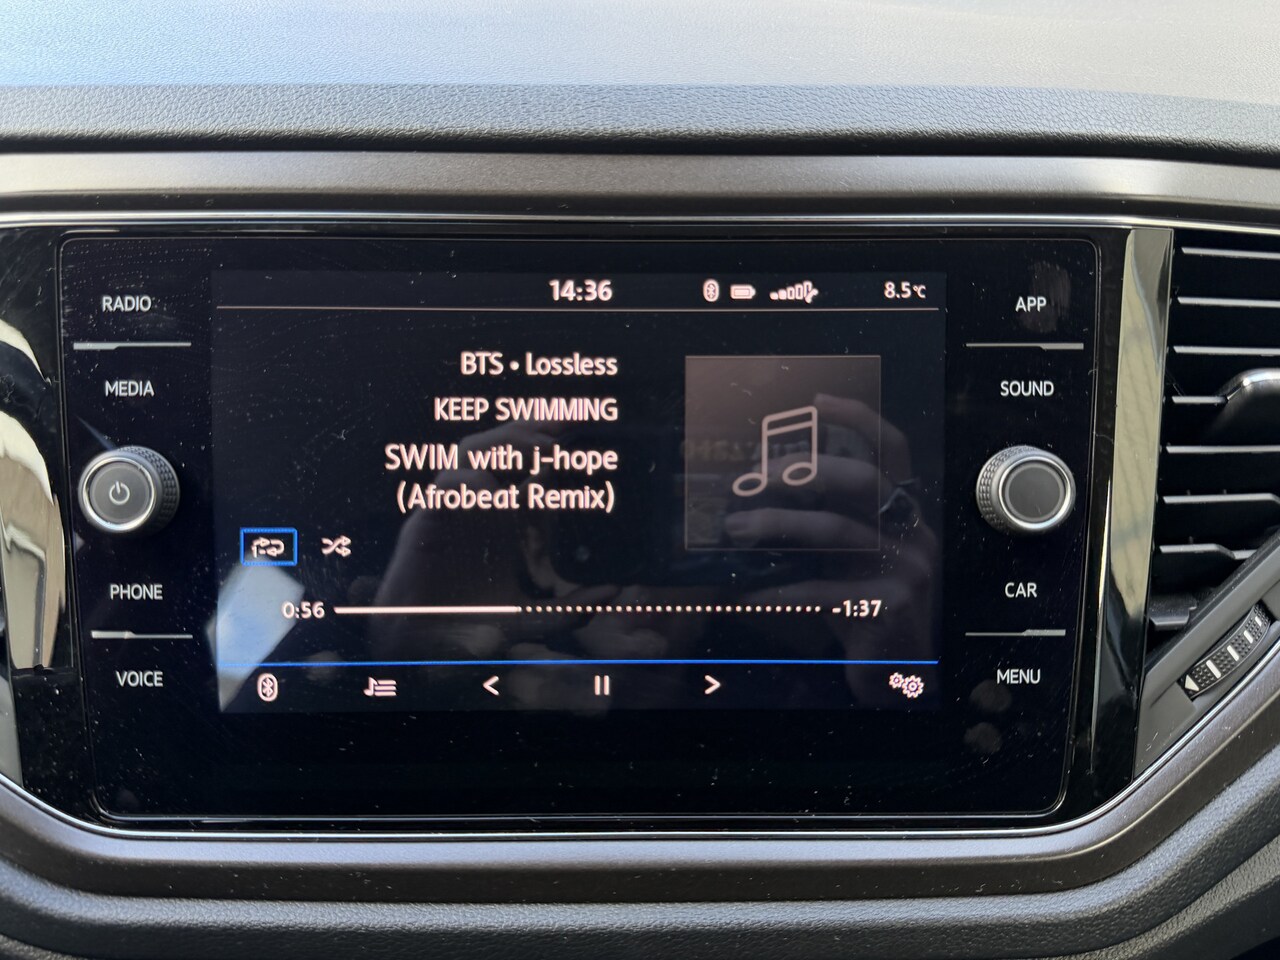 14:36
8.5°C
RADIO
MEDIA
PHONE
VOICE
BTS • Lossless
KEEP SWIMMING
SWIM with j-hope
(Afrobeat Remix)
0:56
-1:37
APP
SOUND
CAR
MENU